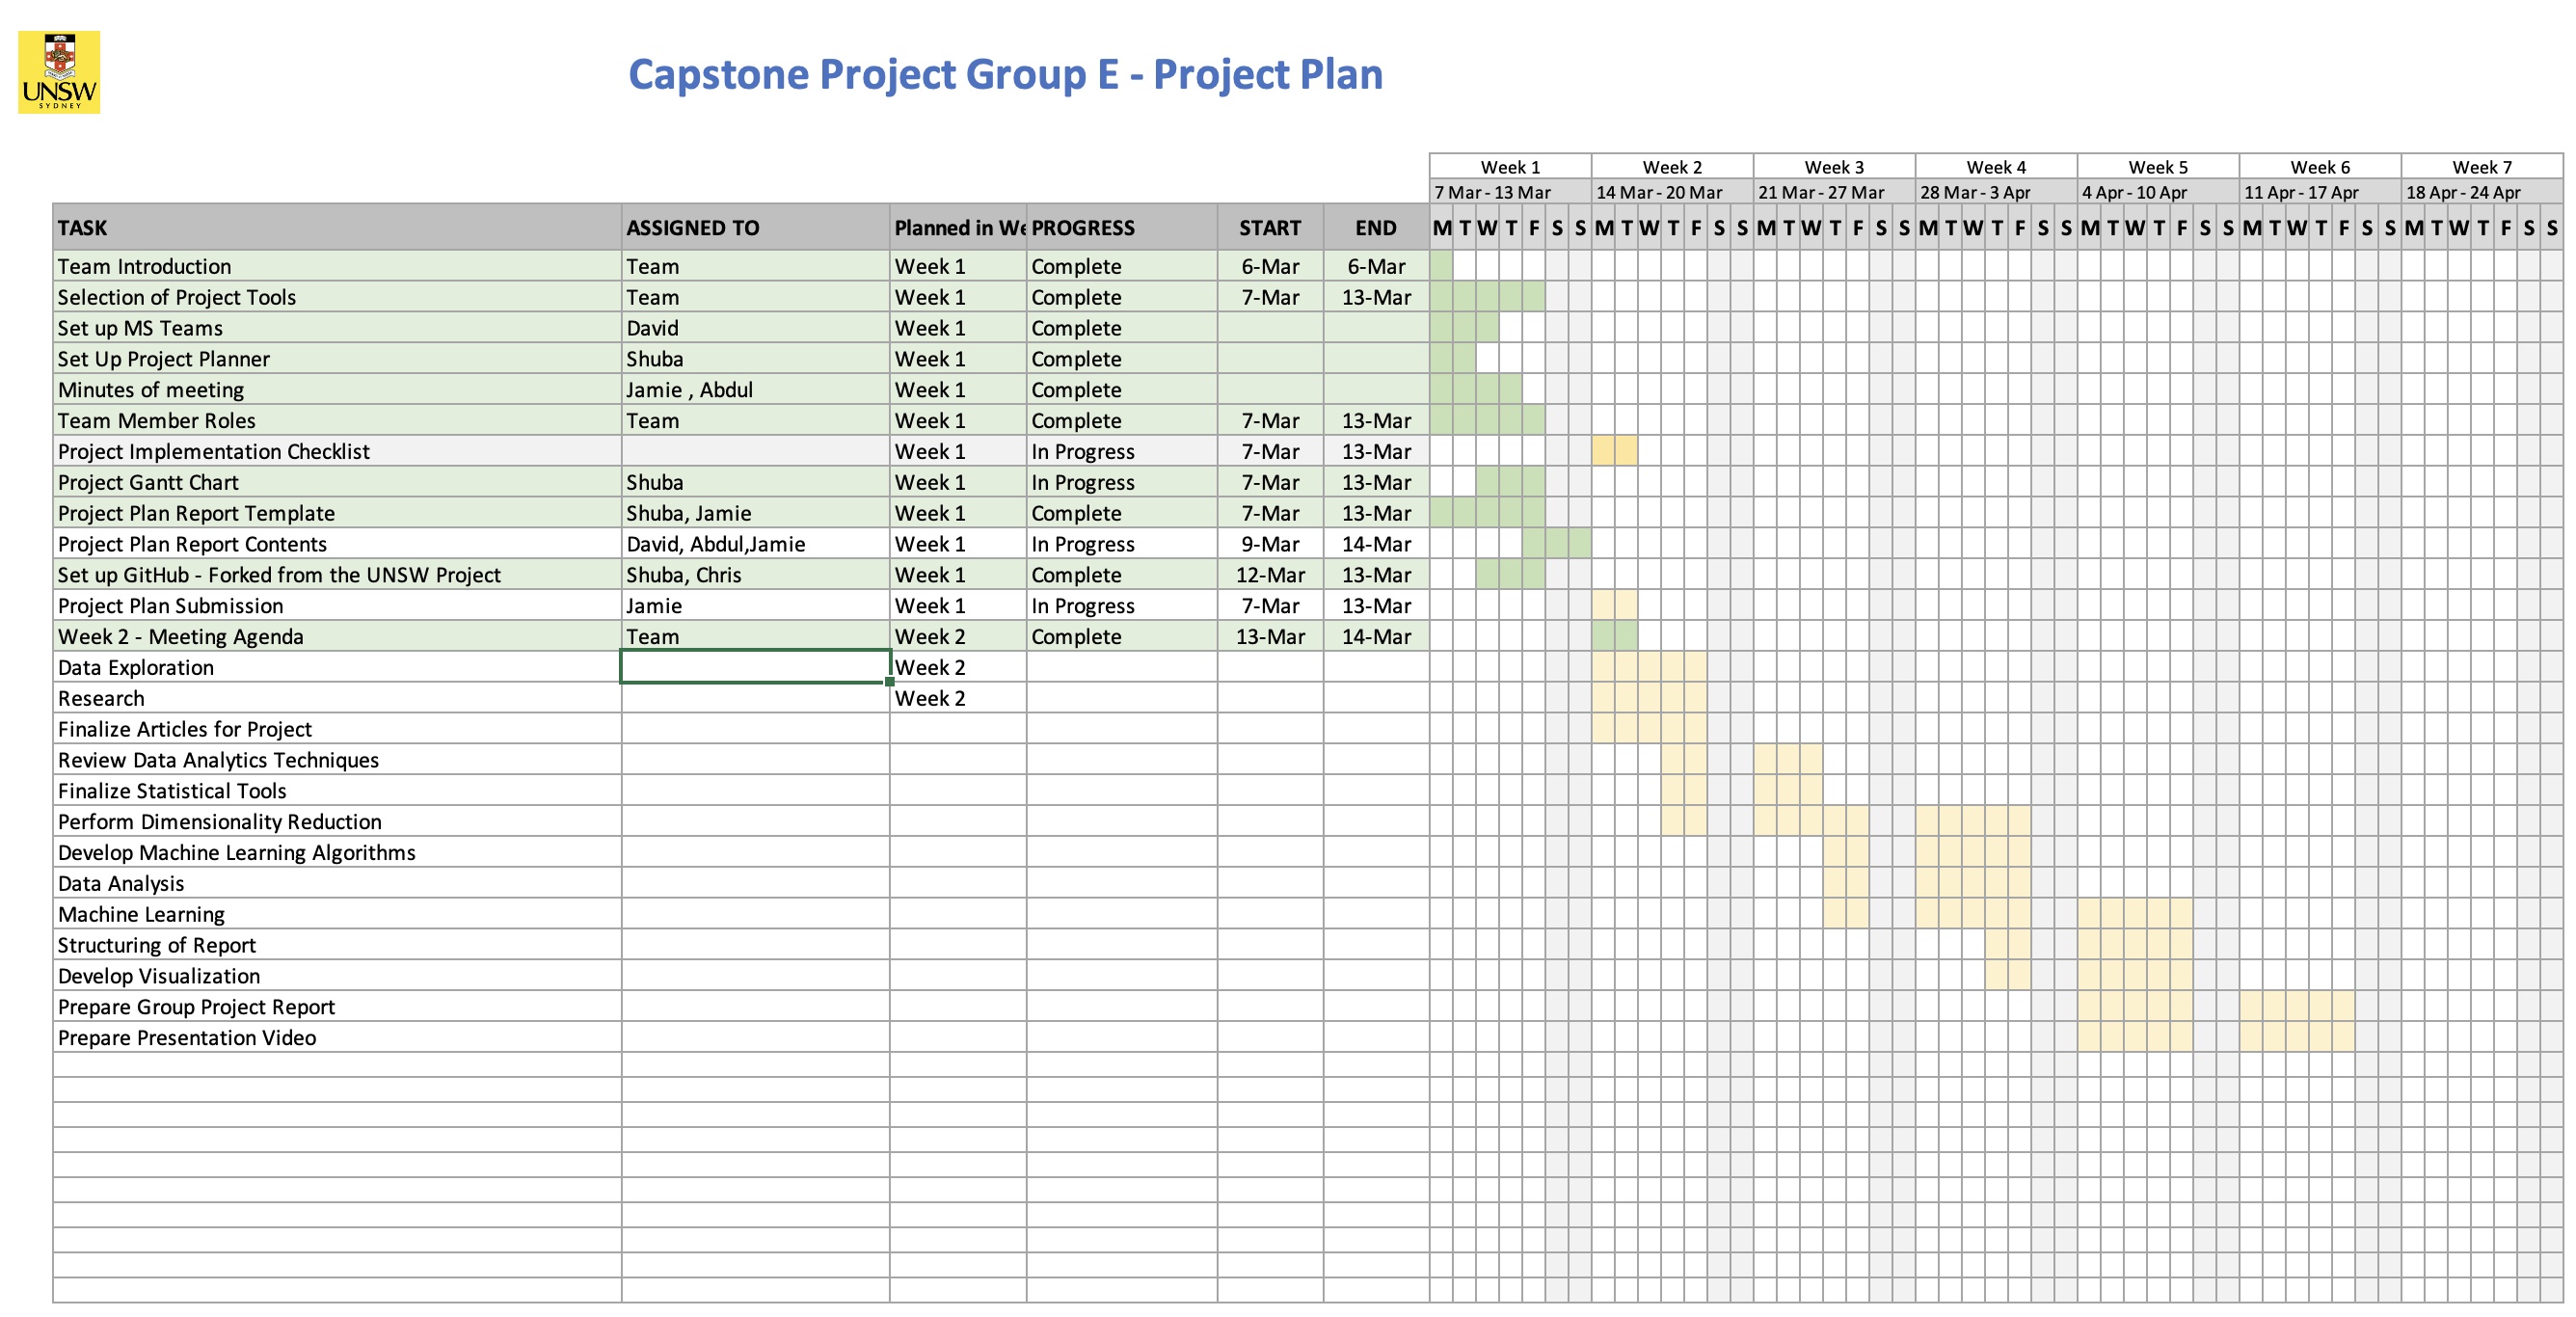 UNSW
SYDNEY
Capstone Project Group E - Project Plan
Week 1 Week 2 Week 3 Week 4 Week 5 Week 6 Week 7
7 Mar - 13 Mar 14 Mar - 20 Mar 21 Mar - 27 Mar 28 Mar - 3 Apr 4 Apr - 10 Apr 11 Apr - 17 Apr 18 Apr - 24 Apr
TASK ASSIGNED TO Planned in We PROGRESS START END M T W T F S S M T W T F S S M T W T F S S M T W T F S S M T W T F S S M T W T F S S M T W T F S S
Team Introduction Team Week 1 Complete 6-Mar 6-Mar
Selection of Project Tools Team Week 1 Complete 7-Mar 13-Mar
Set up MS Teams David Week 1 Complete
Set Up Project Planner Shuba Week 1 Complete
Minutes of meeting Jamie , Abdul Week 1 Complete
Team Member Roles Team Week 1 Complete 7-Mar 13-Mar
Project Implementation Checklist Week 1 In Progress 7-Mar 13-Mar
Project Gantt Chart Shuba Week 1 In Progress 7-Mar 13-Mar
Project Plan Report Template Shuba, Jamie Week 1 Complete 7-Mar 13-Mar
Project Plan Report Contents David, Abdul,Jamie Week 1 In Progress 9-Mar 14-Mar
Set up GitHub - Forked from the UNSW Project Shuba, Chris Week 1 Complete 12-Mar 13-Mar
Project Plan Submission Jamie Week 1 In Progress 7-Mar 13-Mar
Week 2 - Meeting Agenda Team Week 2 Complete 13-Mar 14-Mar
Data Exploration Week 2
Research Week 2
Finalize Articles for Project
Review Data Analytics Techniques
Finalize Statistical Tools
Perform Dimensionality Reduction
Develop Machine Learning Algorithms
Data Analysis
Machine Learning
Structuring of Report
Develop Visualization
Prepare Group Project Report
Prepare Presentation Video